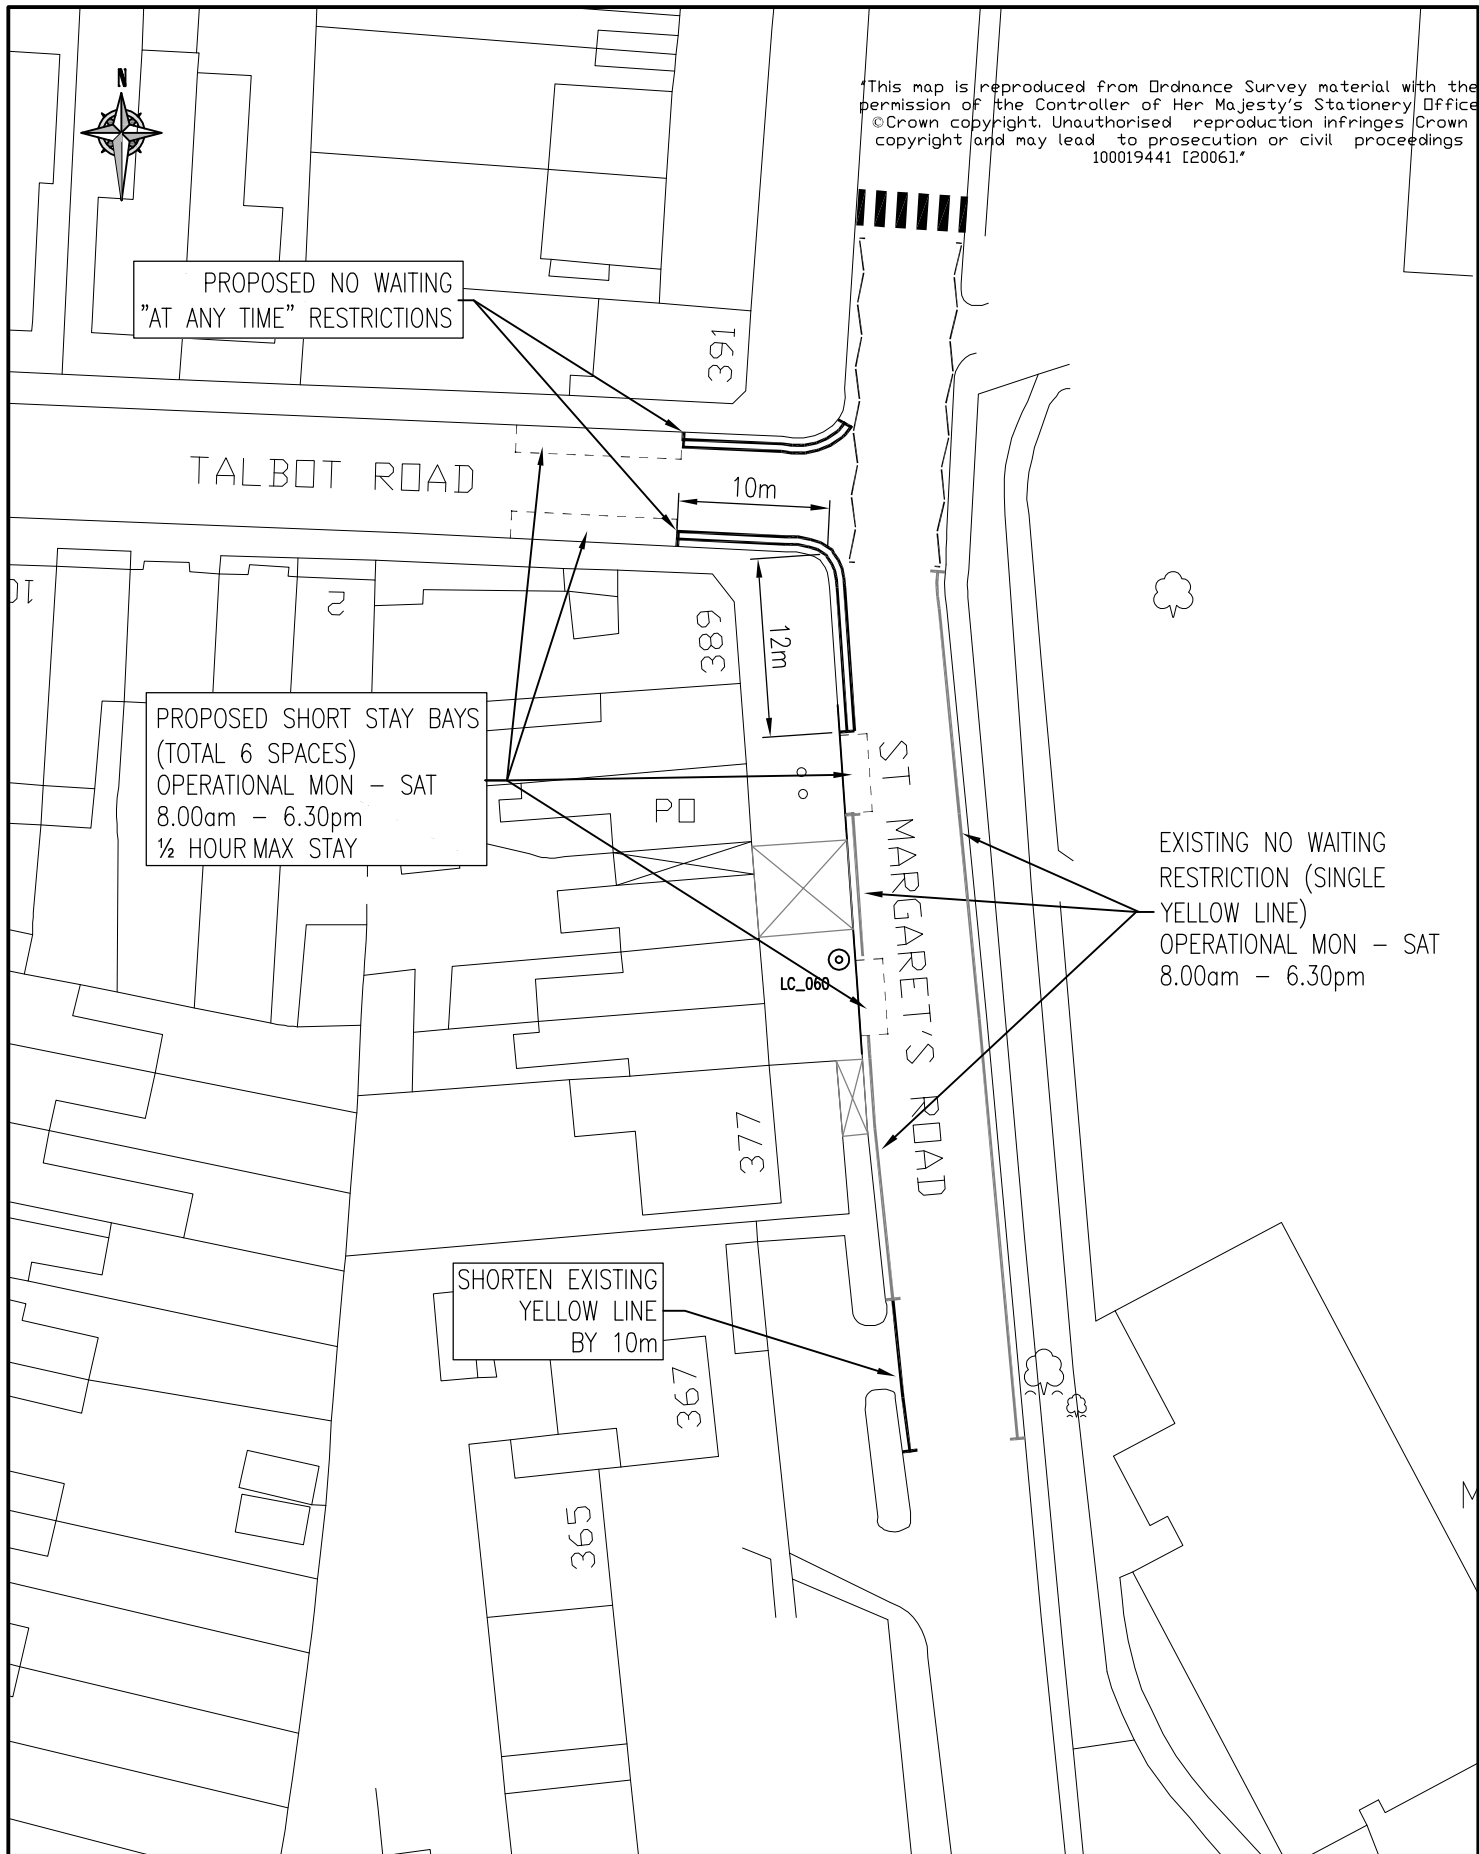 "This map is reproduced from Ordnance Survey material with the
permission of the Controller of Her Majesty's Stationery Office
©Crown copyright. Unauthorised reproduction infringes Crown
copyright and may lead to prosecution or civil proceedings
100019441 [2006]."
N
PROPOSED NO WAITING
"AT ANY TIME" RESTRICTIONS
391
TALBOT ROAD
10m
2
389
12m
PROPOSED SHORT STAY BAYS
(TOTAL 6 SPACES)
OPERATIONAL MON - SAT
8.00am - 6.30pm
½ HOUR MAX STAY
PO
ST MARGARET'S ROAD
EXISTING NO WAITING
RESTRICTION (SINGLE
YELLOW LINE)
OPERATIONAL MON - SAT
8.00am - 6.30pm
LC_060
377
SHORTEN EXISTING
YELLOW LINE
BY 10m
367
365